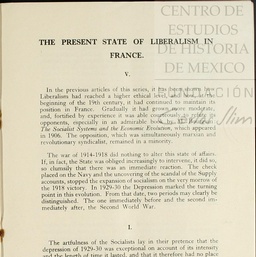 CENTRO DE
ESTUDIOS
DE HISTORIA
DE MEXICO
THE PRESENT STATE OF LIBERALISM IN
FRANCE.
V.
In the previous articles of this series, it has been
Liberalism had reached a higher ethical level
beginning of the 19th century, it had continued to maintain its
position in France. Gradually it had grown more moderate,
and, fortified by experience it was able to its
opponents, especially in an admirable book by
The Socialist Systems and the Economic Evolution, which appeared
in 1906. The opposition, which was simultaneously marxian and
revolutionary syndicalist, remained in a minority.
The war of 1914-1918 did nothing to alter this state of affairs.
If, in fact, the State was obliged increasingly to intervene, it did so,
so clumsily that there was an immediate reaction. The check
placed on the Navy and the uncovering of the scandal of the Supply
accounts, stopped the expansion of socialism on the very morrow of
the 1918 victory. In 1929-30 the Depression marked the turning
point in this evolution. From that date, two periods may clearly be
distinguished. The one immediately before and the second im-
mediately after, the Second World War.
I.
The artfulness of the Socialists lay in their pretence that the
depression of 1929-30 was exceptional on account of its intensity
and the length of time it lasted, and that it therefore had no place